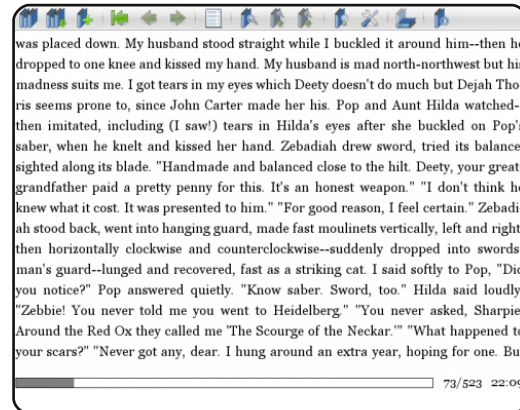 was placed down. My husband stood straight while I buckled it around him--then he
dropped to one knee and kissed my hand. My husband is mad north-northwest but his
madness suits me. I got tears in my eyes which Deety doesn't do much but Dejah Tho-
ris seems prone to, since John Carter made her his. Pop and Aunt Hilda watched--
then imitated, including (I saw!) tears in Hilda's eyes after she buckled on Pop's
saber, when he knelt and kissed her hand. Zebadiah drew sword, tried its balance,
sighted along its blade. "Handmade and balanced close to the hilt. Deety, your great-
grandfather paid a pretty penny for this. It's an honest weapon." "I don't think he
knew what it cost. It was presented to him." "For good reason, I feel certain." Zebadi-
ah stood back, went into hanging guard, made fast moulinets vertically, left and right,
then horizontally clockwise and counterclockwise--suddenly dropped into swords-
man's guard--lunged and recovered, fast as a striking cat. I said softly to Pop, "Did
you notice?" Pop answered quietly. "Know saber. Sword, too." Hilda said loudly,
"Zebbie! You never told me you went to Heidelberg." "You never asked, Sharpie.
Around the Red Ox they called me 'The Scourge of the Neckar.'" "What happened to
your scars?" "Never got any, dear. I hung around an extra year, hoping for one. But
73/523 22:09